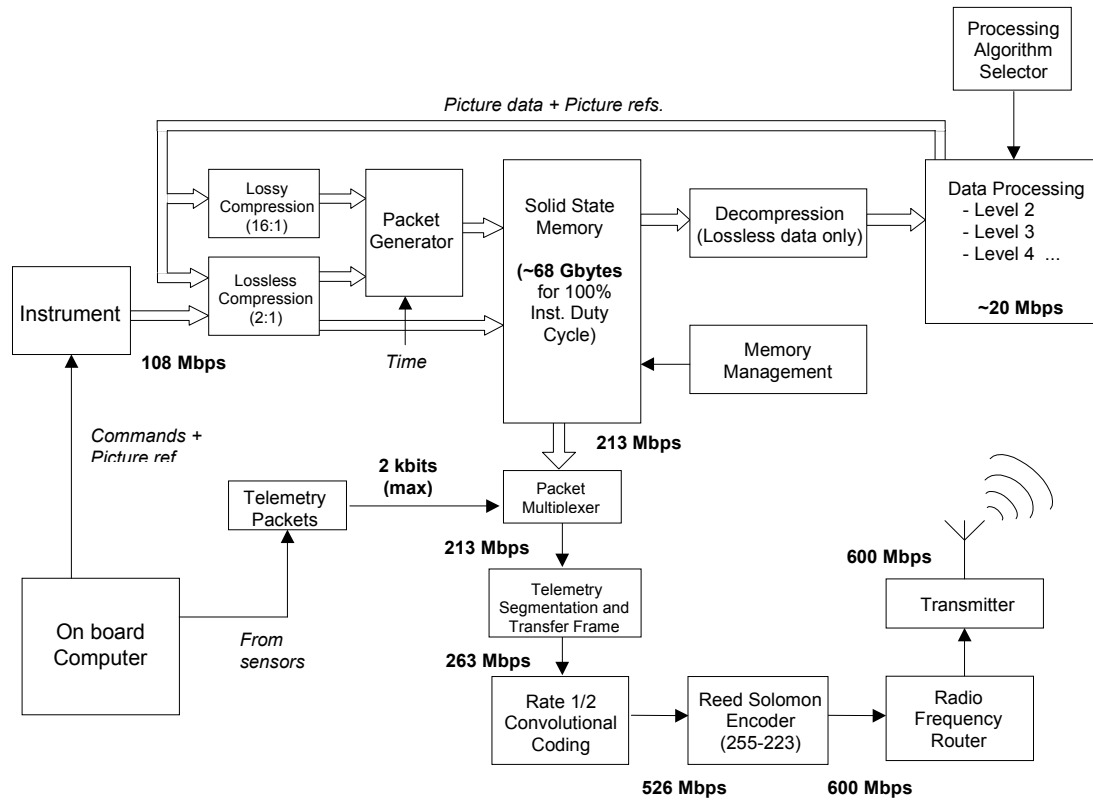 Processing
Algorithm
Selector
Picture data + Picture refs.
Lossy
Compression
(16:1)
Packet
Generator
Solid State
Memory
(~68 Gbytes
for 100%
Inst. Duty
Cycle)
Decompression
(Lossless data only)
Data Processing
- Level 2
- Level 3
- Level 4 ...
~20 Mbps
Instrument
Lossless
Compression
(2:1)
108 Mbps
Time
Memory
Management
Commands +
Picture ref
213 Mbps
2 kbits
(max)
Telemetry
Packets
Packet
Multiplexer
213 Mbps
600 Mbps
Telemetry
Segmentation and
Transfer Frame
Transmitter
On board
Computer
From
sensors
263 Mbps
Rate 1/2
Convolutional
Coding
Reed Solomon
Encoder
(255-223)
Radio
Frequency
Router
526 Mbps
600 Mbps